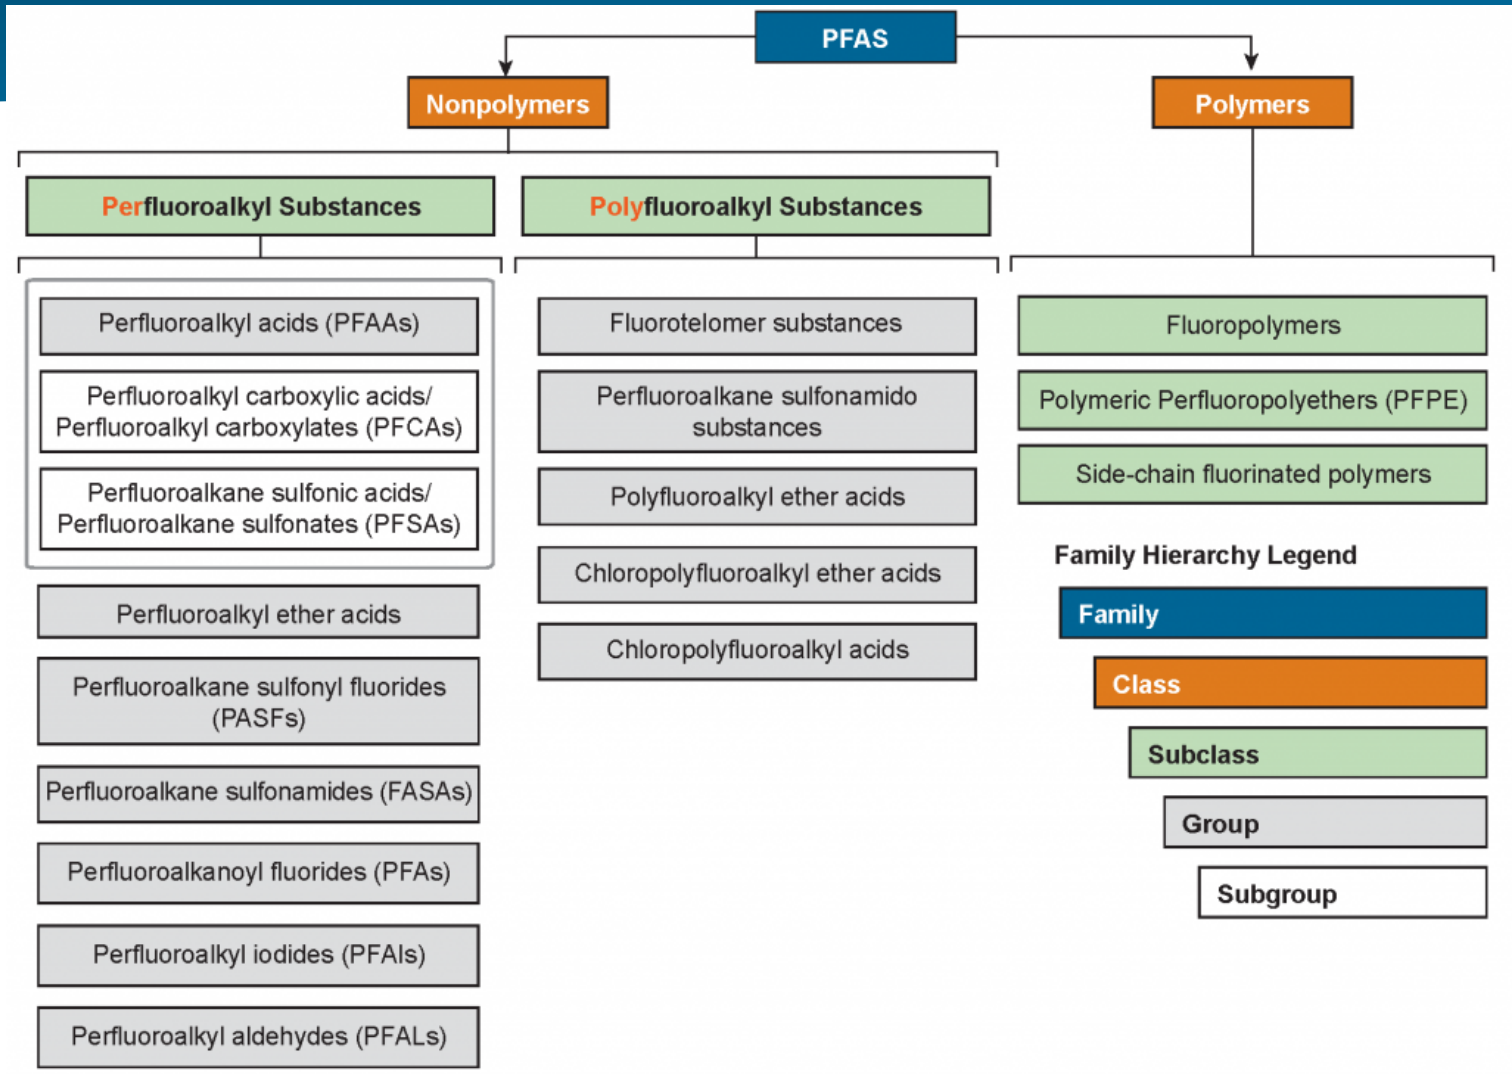 PFAS
Nonpolymers
Polymers
Perfluoroalkyl Substances
Polyfluoroalkyl Substances
Perfluoroalkyl acids (PFAAs)
Perfluoroalkyl carboxylic acids/
Perfluoroalkyl carboxylates (PFCAs)
Perfluoroalkane sulfonic acids/
Perfluoroalkane sulfonates (PFSAs)
Perfluoroalkyl ether acids
Perfluoroalkane sulfonyl fluorides
(PASFs)
Perfluoroalkane sulfonamides (FASAs)
Perfluoroalkanoyl fluorides (PFAs)
Perfluoroalkyl iodides (PFAIs)
Perfluoroalkyl aldehydes (PFALs)
Fluorotelomer substances
Perfluoroalkane sulfonamido
substances
Polyfluoroalkyl ether acids
Chloropolyfluoroalkyl ether acids
Chloropolyfluoroalkyl acids
Fluoropolymers
Polymeric Perfluoropolyethers (PFPE)
Side-chain fluorinated polymers
Family Hierarchy Legend
Family
Class
Subclass
Group
Subgroup